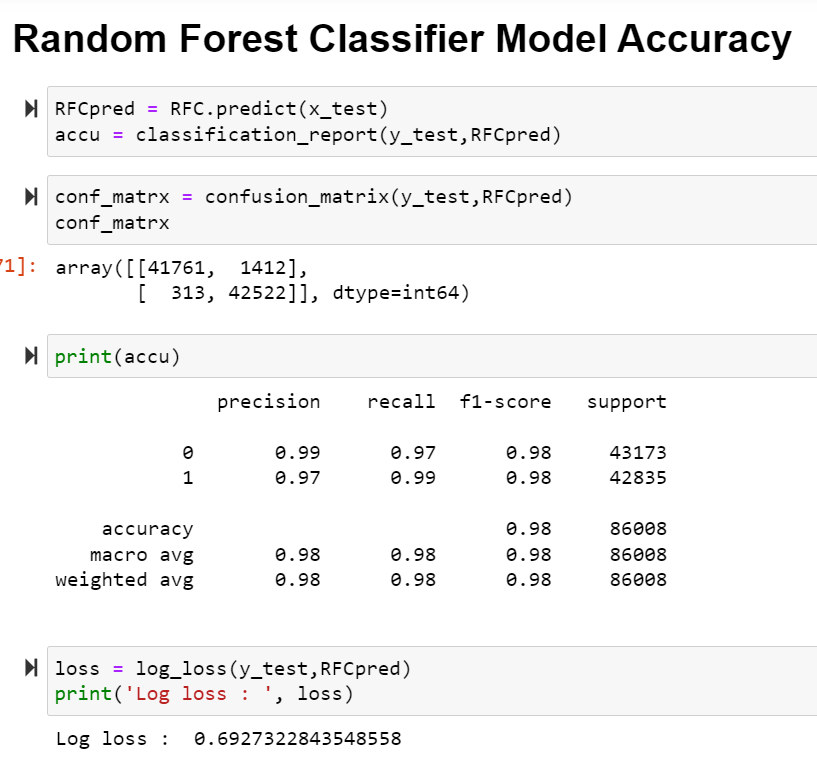 Random Forest Classifier Model Accuracy
RFCpred = RFC.predict(x_test)
accu = classification_report(y_test,RFCpred)
conf_matrx = confusion_matrix(y_test,RFCpred)
conf_matrx
71]: array([[41761,  1412],
       [  313, 42522]], dtype=int64)
print(accu)
              precision    recall  f1-score   support
           0       0.99      0.97      0.98     43173
           1       0.97      0.99      0.98     42835
    accuracy                           0.98     86008
   macro avg       0.98      0.98      0.98     86008
weighted avg       0.98      0.98      0.98     86008
loss = log_loss(y_test,RFCpred)
print('Log loss : ', loss)
Log loss :  0.6927322843548558